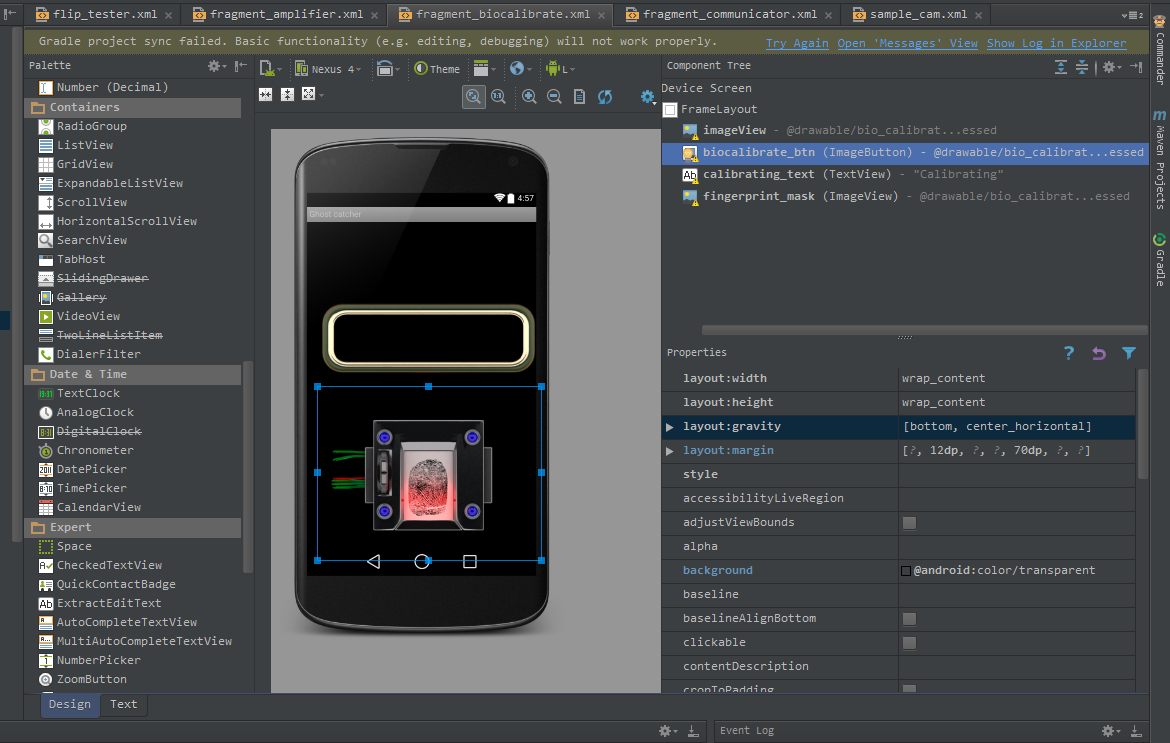 flip_tester.xml
fragment_amplifier.xml
fragment_biocalibrate.xml
fragment_communicator.xml
sample_cam.xml
Gradle project sync failed. Basic functionality (e.g. editing, debugging) will not work properly.
Try Again
Open 'Messages' View
Show Log in Explorer
Palette
Number (Decimal)
Containers
RadioGroup
ListView
GridView
ExpandableListView
ScrollView
HorizontalScrollView
SearchView
TabHost
SlidingDrawer
Gallery
VideoView
TwoLineListItem
DialerFilter
Date & Time
TextClock
AnalogClock
DigitalClock
Chronometer
DatePicker
TimePicker
CalendarView
Expert
Space
CheckedTextView
QuickContactBadge
ExtractEditText
AutoCompleteTextView
MultiAutoCompleteTextView
NumberPicker
ZoomButton
Design
Text
Nexus 4
Theme
L
4:57
Ghost catcher
Component Tree
Device Screen
FrameLayout
imageView - @drawable/bio_calibrat...essed
biocalibrate_btn (ImageButton) - @drawable/bio_calibrat...essed
calibrating_text (TextView) - "Calibrating"
fingerprint_mask (ImageView) - @drawable/bio_calibrat...essed
Properties
layout:width wrap_content
layout:height wrap_content
layout:gravity [bottom, center_horizontal]
layout:margin [?, 12dp, ?, ?, 70dp, ?, ?]
style
accessibilityLiveRegion
adjustViewBounds
alpha
background @android:color/transparent
baseline
baselineAlignBottom
clickable
contentDescription
cropToPadding
Event Log
Commander
Maven Projects
Gradle